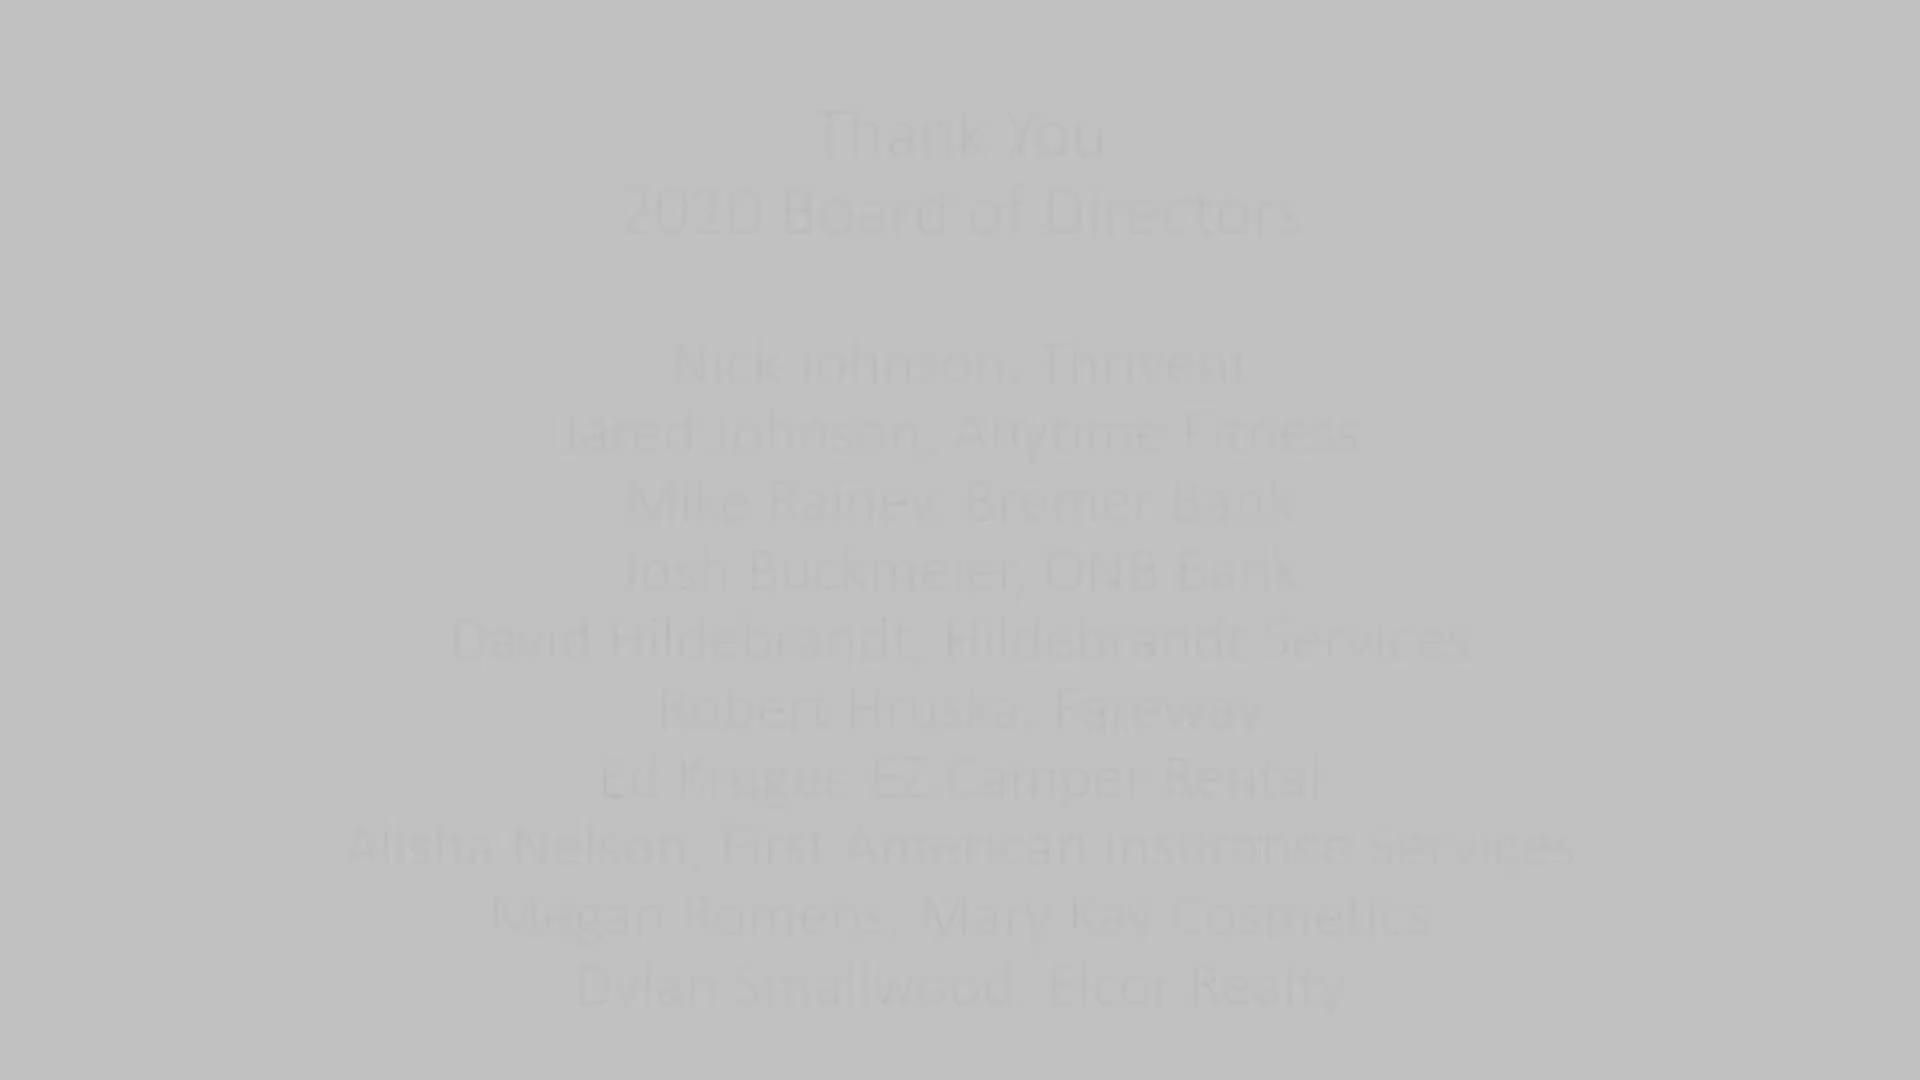 Thank You
2020 Board of Directors
Nick Johnson, Thrivent
Jared Johnson, Anytime Fitness
Mike Rainey, Bremer Bank
Josh Buckmeier, ONB Bank
David Hildebrandt, Hildebrandt Services
Robert Hruska, Fareway
Ed EZ Camper Rental
Alisha Nelson, First American Insurance Services
Megan Romens, Mary Kay Cosmetics
Dylan Smallwood, Elcor Realty